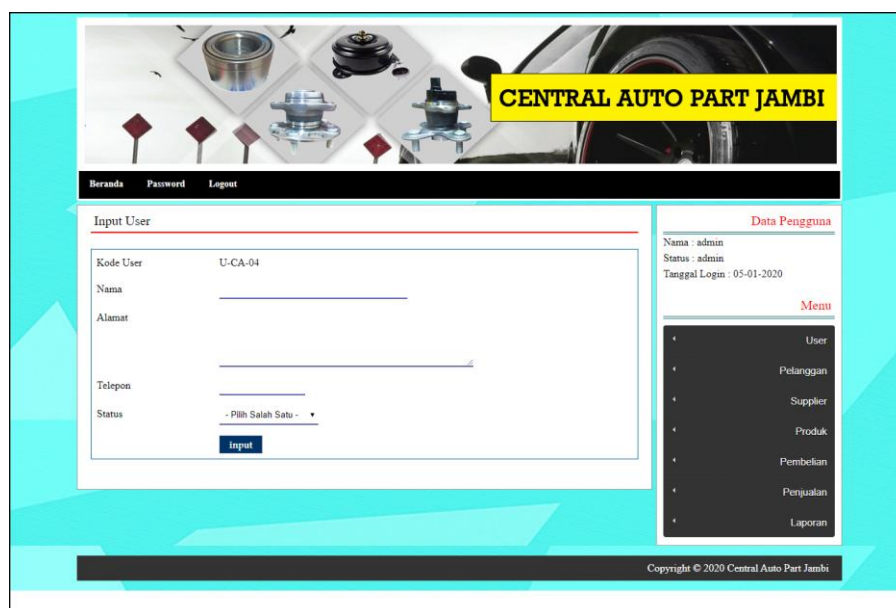 CENTRAL AUTO PART JAMBI
Beranda Password Logout
Input User
Kode User U-CA-04
Nama
Alamat
Telepon
Status - Pilih Salah Satu -
input
Data Pengguna
Nama : admin
Status : admin
Tanggal Login : 05-01-2020
Menu
User
Pelanggan
Supplier
Produk
Pembelian
Penjualan
Laporan
Copyright © 2020 Central Auto Part Jambi